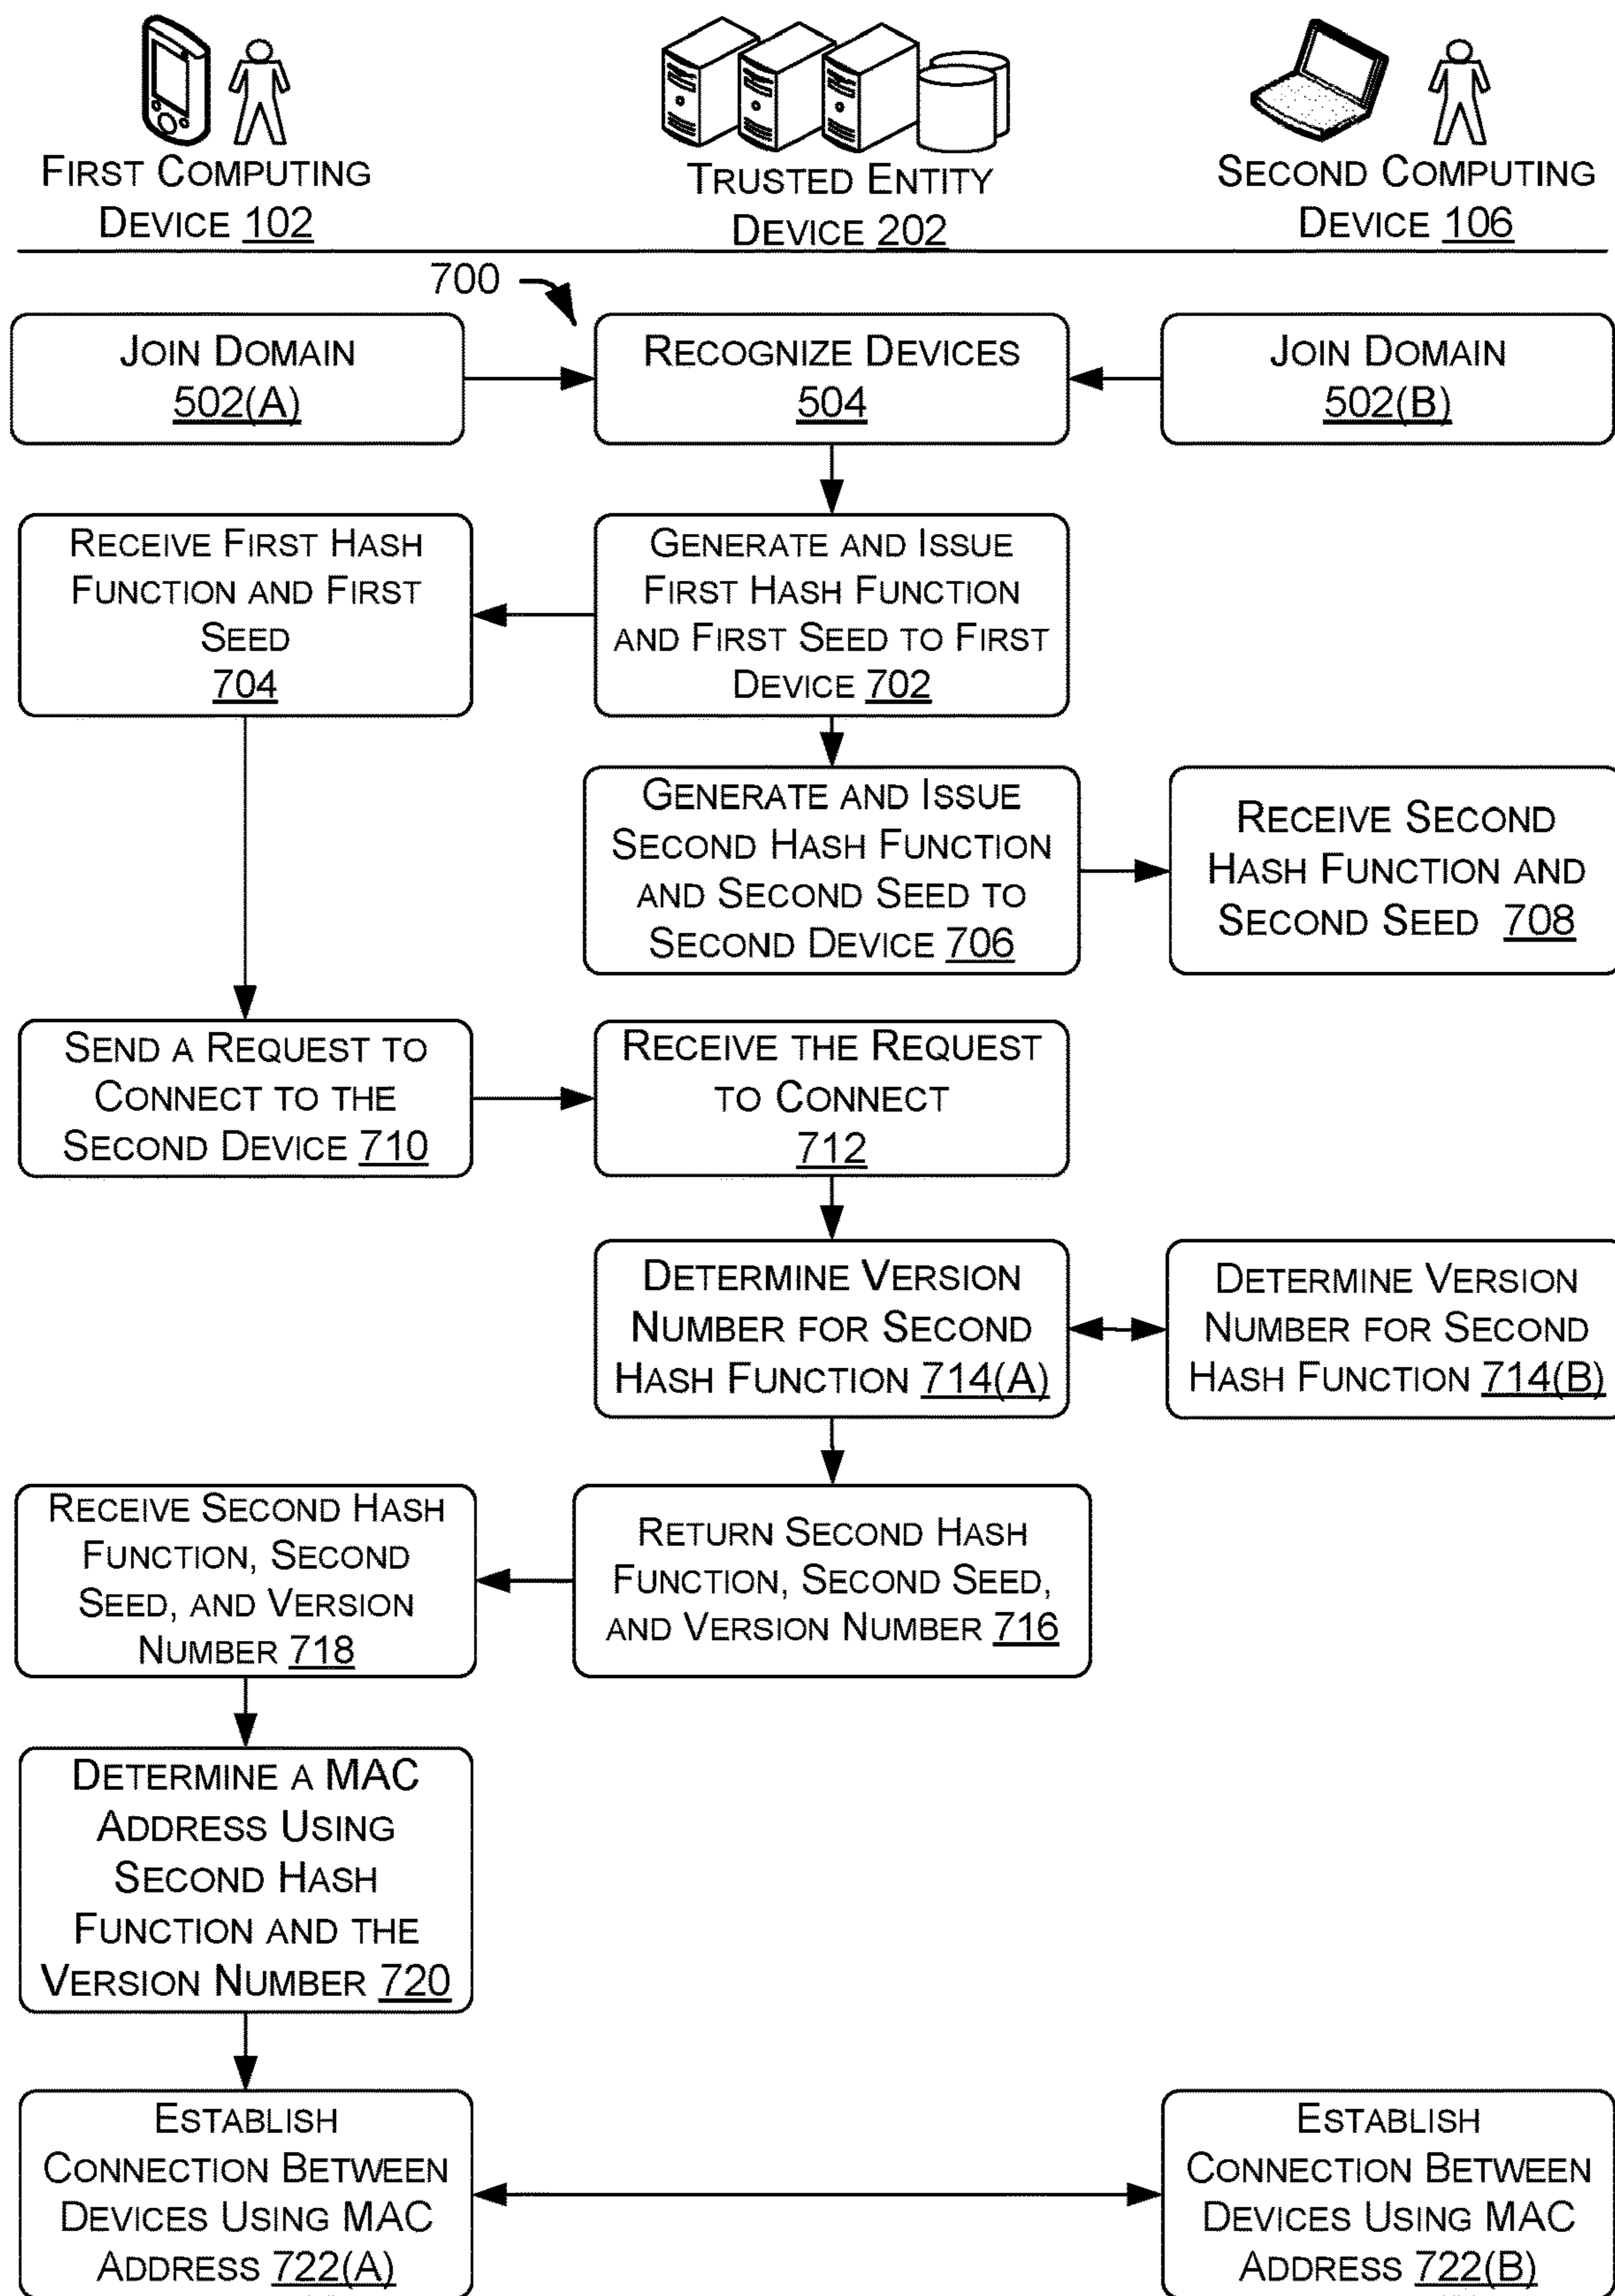 FIRST COMPUTING
DEVICE 102
TRUSTED ENTITY
DEVICE 202
SECOND COMPUTING
DEVICE 106
700
JOIN DOMAIN
502(A)
RECOGNIZE DEVICES
504
JOIN DOMAIN
502(B)
RECEIVE FIRST HASH
FUNCTION AND FIRST
SEED
704
GENERATE AND ISSUE
FIRST HASH FUNCTION
AND FIRST SEED TO FIRST
DEVICE 702
GENERATE AND ISSUE
SECOND HASH FUNCTION
AND SECOND SEED TO
SECOND DEVICE 706
RECEIVE SECOND
HASH FUNCTION AND
SECOND SEED 708
SEND A REQUEST TO
CONNECT TO THE
SECOND DEVICE 710
RECEIVE THE REQUEST
TO CONNECT
712
DETERMINE VERSION
NUMBER FOR SECOND
HASH FUNCTION 714(A)
DETERMINE VERSION
NUMBER FOR SECOND
HASH FUNCTION 714(B)
RECEIVE SECOND HASH
FUNCTION, SECOND
SEED, AND VERSION
NUMBER 718
RETURN SECOND HASH
FUNCTION, SECOND SEED,
AND VERSION NUMBER 716
DETERMINE A MAC
ADDRESS USING
SECOND HASH
FUNCTION AND THE
VERSION NUMBER 720
ESTABLISH
CONNECTION BETWEEN
DEVICES USING MAC
ADDRESS 722(A)
ESTABLISH
CONNECTION BETWEEN
DEVICES USING MAC
ADDRESS 722(B)